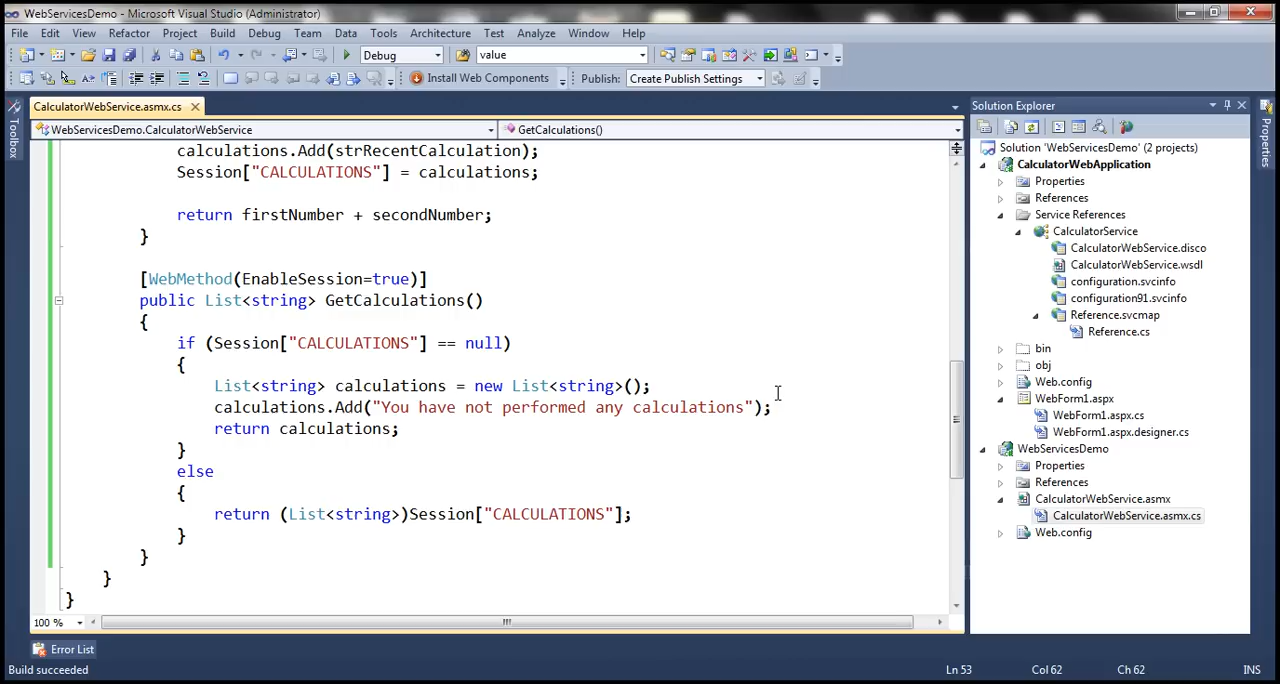 WebServicesDemo - Microsoft Visual Studio (Administrator)
File Edit View Refactor Project Build Debug Team Data Tools Architecture Test Analyze Window Help
Debug value
Install Web Components Publish: Create Publish Settings
Toolbox
CalculatorWebService.asmx.cs
WebServicesDemo.CalculatorWebService GetCalculations()
calculations.Add(strRecentCalculation);
Session["CALCULATIONS"] = calculations;
return firstNumber + secondNumber;
}
[WebMethod(EnableSession=true)]
public List<string> GetCalculations()
{
if (Session["CALCULATIONS"] == null)
{
List<string> calculations = new List<string>();
calculations.Add("You have not performed any calculations");
return calculations;
}
else
{
return (List<string>)Session["CALCULATIONS"];
}
}
}
}
100 %
Solution Explorer
Solution 'WebServicesDemo' (2 projects)
CalculatorWebApplication
Properties
References
Service References
CalculatorService
CalculatorWebService.disco
CalculatorWebService.wsdl
configuration.svcinfo
configuration91.svcinfo
Reference.svcmap
Reference.cs
bin
obj
Web.config
WebForm1.aspx
WebForm1.aspx.cs
WebForm1.aspx.designer.cs
WebServicesDemo
Properties
References
CalculatorWebService.asmx
CalculatorWebService.asmx.cs
Web.config
Properties
Error List
Build succeeded Ln 53 Col 62 Ch 62 INS